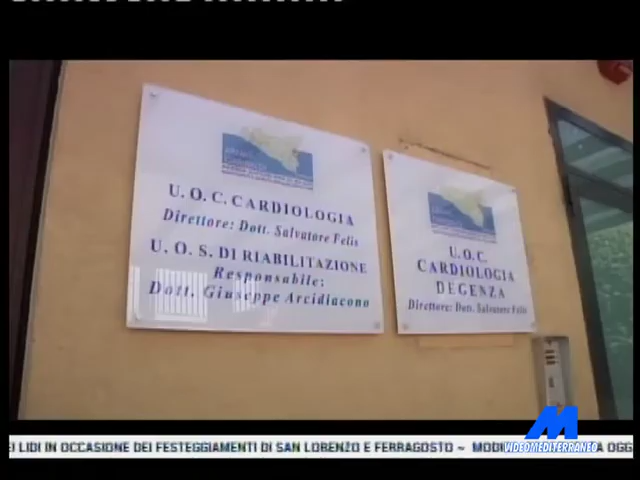 U.O.C. CARDIOLOGIA
Direttore: Dott. Salvatore Felis
U.O.S. DI RIABILITAZIONE
Responsabile:
Dott. Giuseppe Arcidiacono
U.O.C.
CARDIOLOGIA
DEGENZA
Direttore: Dott. Salvatore Felis
LIDI IN OCCASIONE DEI FESTEGGIAMENTI DI SAN LORENZO E FERRAGOSTO ~
VIDEOMEDITERRANEO
OGG